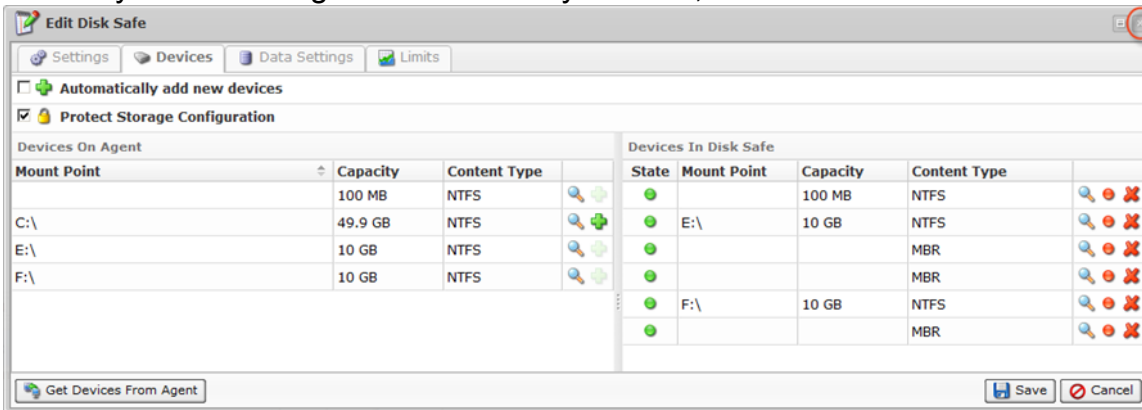 Edit Disk Safe
Settings Devices Data Settings Limits
Automatically add new devices
Protect Storage Configuration
Devices On Agent Devices In Disk Safe
Mount Point Capacity Content Type State Mount Point Capacity Content Type
100 MB NTFS 100 MB NTFS
C:\ 49.9 GB NTFS E:\ 10 GB NTFS
E:\ 10 GB NTFS MBR
F:\ 10 GB NTFS MBR
F:\ 10 GB NTFS
MBR
Get Devices From Agent Save Cancel